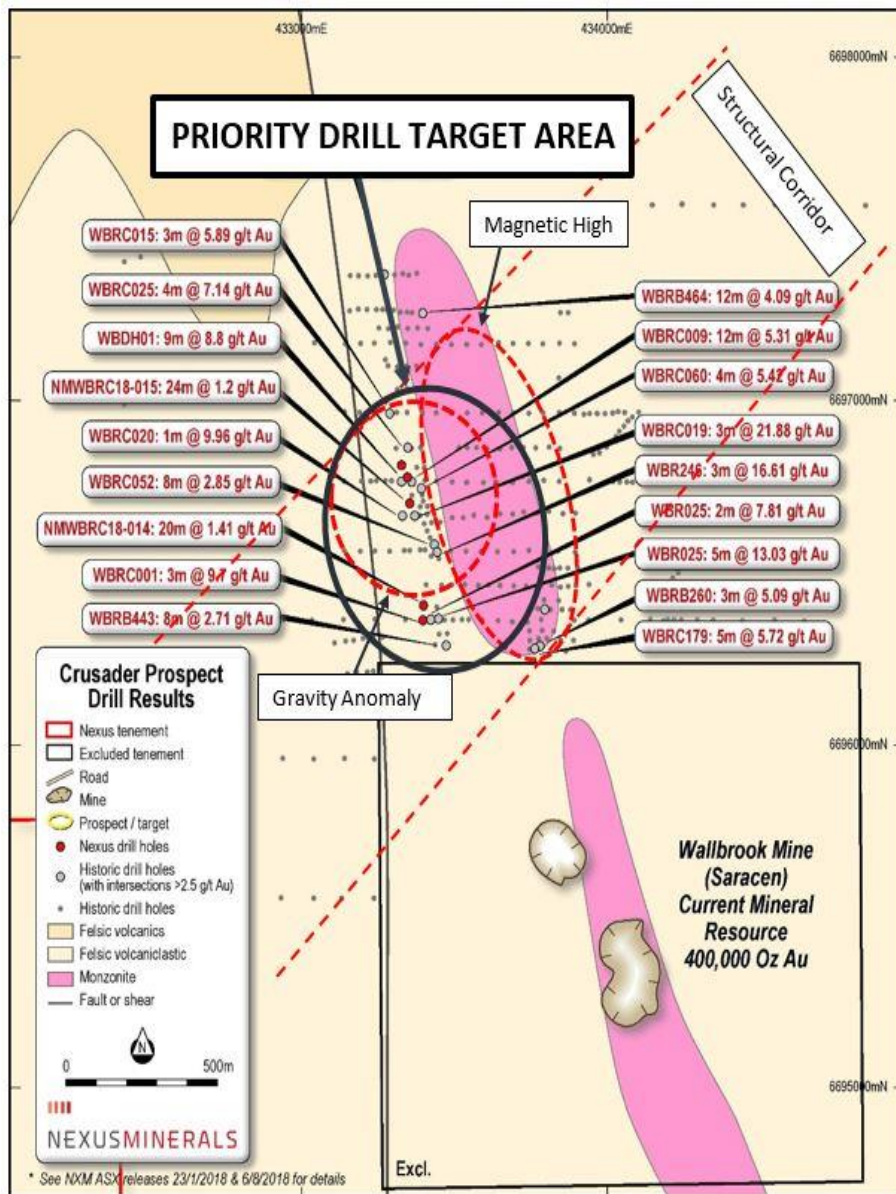 433000mE
434000mE
6698000mN
Structural Corridor
PRIORITY DRILL TARGET AREA
Magnetic High
WBRC015: 3m @ 5.89 g/t Au
WBRC025: 4m @ 7.14 g/t Au
WBDH01: 9m @ 8.8 g/t Au
NMWBRC18-015: 24m @ 1.2 g/t Au
WBRC020: 1m @ 9.96 g/t Au
WBRC052: 8m @ 2.85 g/t Au
NMWBRC18-014: 20m @ 1.41 g/t Au
WBRC001: 3m @ 9.7 g/t Au
WBRB443: 8m @ 2.71 g/t Au
WBRB464: 12m @ 4.09 g/t Au
WBRC009: 12m @ 5.31 g/t Au
WBRC060: 4m @ 5.42 g/t Au
6697000mN
WBRC019: 3m @ 21.88 g/t Au
WBR246: 3m @ 16.61 g/t Au
WBR025: 2m @ 7.81 g/t Au
WBR025: 5m @ 13.03 g/t Au
WBRB260: 3m @ 5.09 g/t Au
WBRC179: 5m @ 5.72 g/t Au
Gravity Anomaly
Crusader Prospect
Drill Results
Nexus tenement
Excluded tenement
Road
Mine
Prospect / target
Nexus drill holes
Historic drill holes
(with intersections >2.5 g/t Au)
Historic drill holes
Felsic volcanics
Felsic volcaniclastic
Monzonite
Fault or shear
N
0
500m
NEXUSMINERALS
* See NXM ASX releases 23/1/2018 & 6/8/2018 for details
6696000mN
Wallbrook Mine
(Saracen)
Current Mineral
Resource
400,000 Oz Au
6695000mN
Excl.